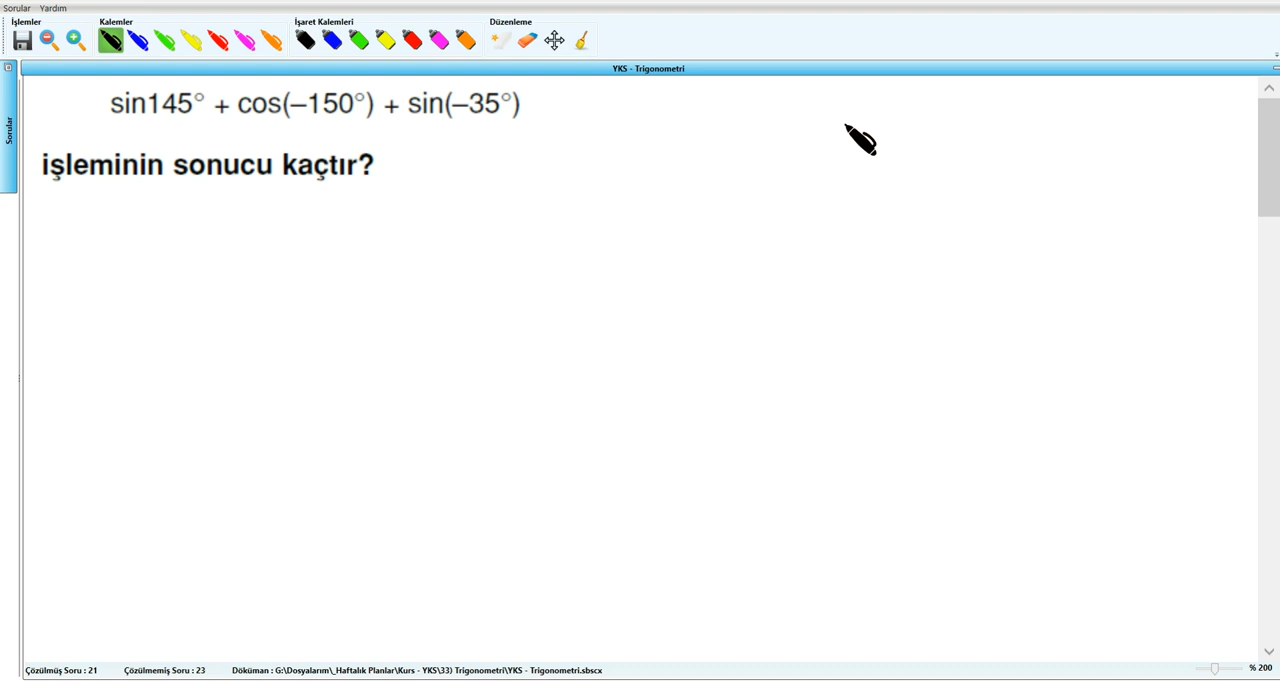 Sorular Yardım
İşlemler Kalemler İşaret Kalemleri Düzenleme
YKS - Trigonometri
Sorular
sin145° + cos(–150°) + sin(–35°)
işleminin sonucu kaçtır?
Çözülmüş Soru : 21 Çözülmemiş Soru : 23 Döküman : G:\Dosyalarım\_Haftalık Planlar\Kurs - YKS\33) Trigonometri\YKS - Trigonometri.sbscx % 200